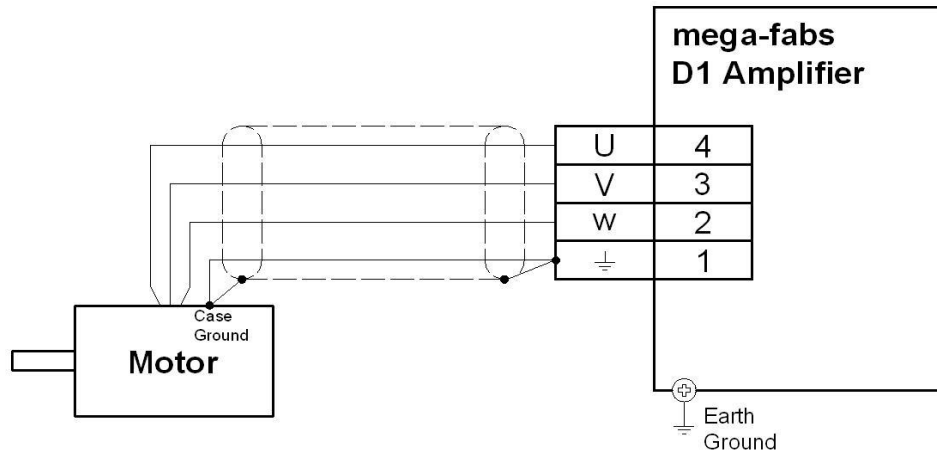 mega-fabs
D1 Amplifier
U 4
V 3
W 2
1
Case
Ground
Motor
Earth
Ground